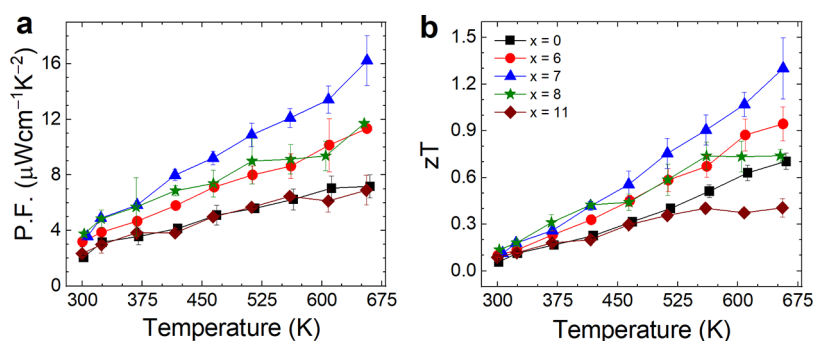 a
P.F. (μWcm⁻¹K⁻²)
16
12
8
4
0
300 375 450 525 600 675
Temperature (K)
b
zT
1.5
1.2
0.9
0.6
0.3
0.0
x = 0
x = 6
x = 7
x = 8
x = 11
300 375 450 525 600 675
Temperature (K)